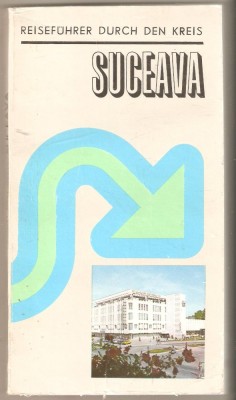 REISEFÜHRER DURCH DEN KREIS
SUCEAVA